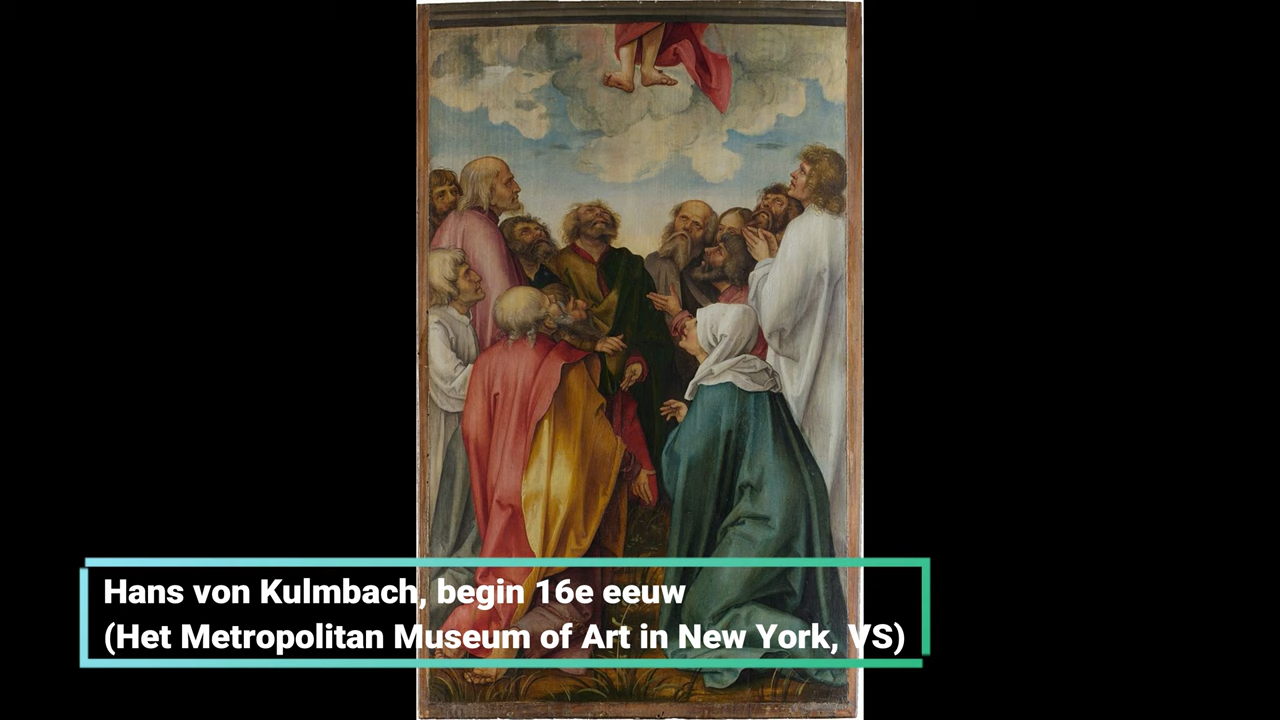 Hans von Kulmbach, begin 16e eeuw
(Het Metropolitan Museum of Art in New York, VS)